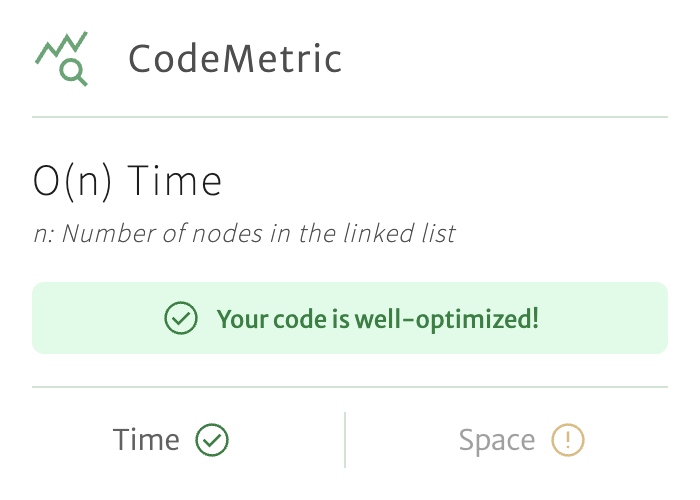 CodeMetric
O(n) Time
n: Number of nodes in the linked list
Your code is well-optimized!
Time
Space